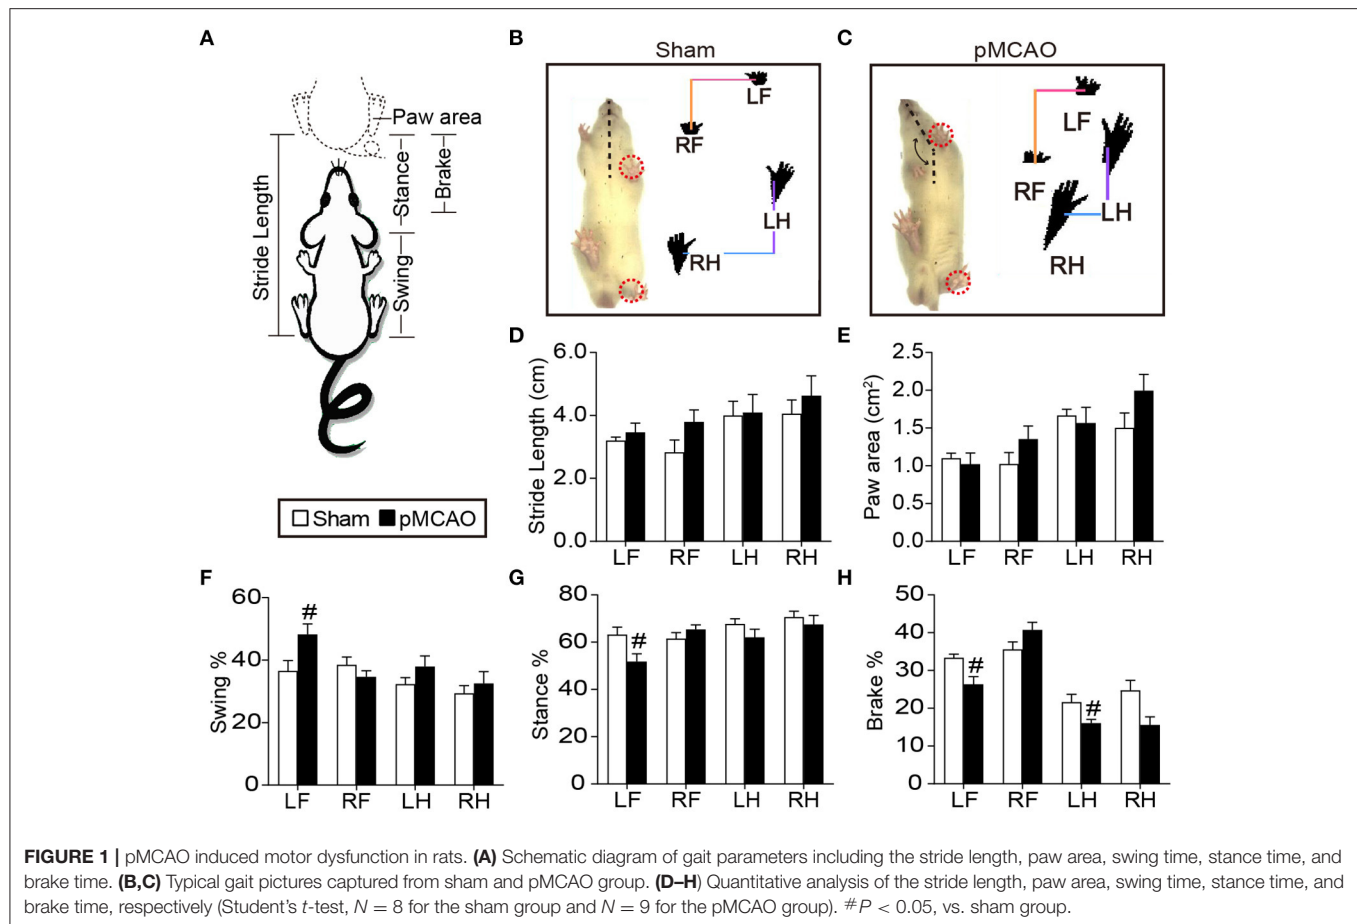 A
Paw area
Stride Length
Stance
Brake
Swing
B
Sham
LF
RF
LH
RH
C
pMCAO
LF
RF
LH
RH
Sham pMCAO
D
Stride Length (cm)
6.0
4.0
2.0
0.0
LF RF LH RH
E
Paw area (cm²)
2.5
2.0
1.5
1.0
0.5
0.0
LF RF LH RH
F
Swing %
60
40
20
0
#
LF RF LH RH
G
Stance %
80
60
40
20
0
#
LF RF LH RH
H
Brake %
50
40
30
20
10
0
#
#
LF RF LH RH
FIGURE 1 | pMCAO induced motor dysfunction in rats. (A) Schematic diagram of gait parameters including the stride length, paw area, swing time, stance time, and
brake time. (B,C) Typical gait pictures captured from sham and pMCAO group. (D–H) Quantitative analysis of the stride length, paw area, swing time, stance time, and
brake time, respectively (Student's t-test, N = 8 for the sham group and N = 9 for the pMCAO group). #P < 0.05, vs. sham group.